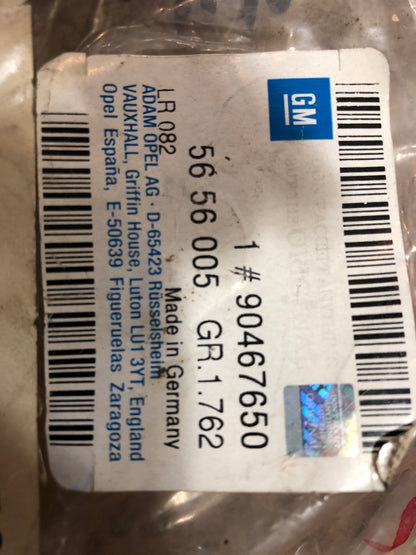 GM
1 # 90467650
56 56 005 GR.1.762
LR 082 Made in Germany
ADAM OPEL AG · D-65423 Rüsselsheim
VAUXHALL, Griffin House, Luton LU1 3YT, England
Opel España, E-50639 Figueruelas Zaragoza